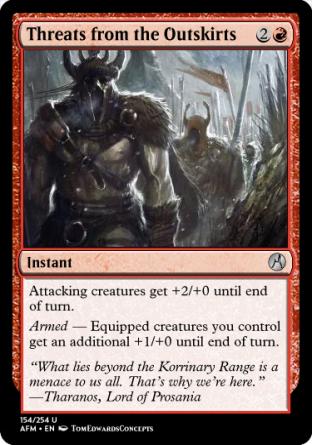 Threats from the Outskirts 2
Instant
Attacking creatures get +2/+0 until end
of turn.
Armed — Equipped creatures you control
get an additional +1/+0 until end of turn.
“What lies beyond the Korrinary Range is a
menace to us all. That’s why we’re here.”
—Tharanos, Lord of Prosania
154/254 U
AFM • EN TomEdwardsConcepts